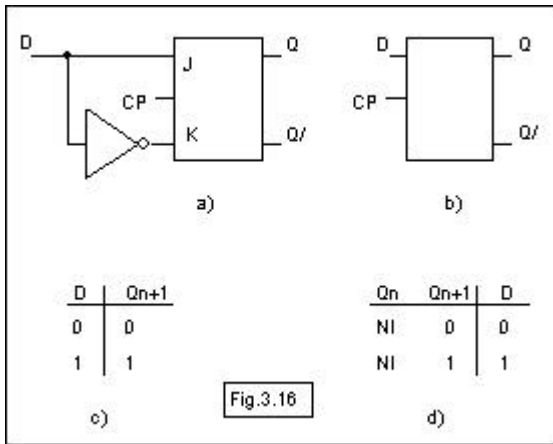 D
J
Q
CP
K
Q/
a)
D
Q
CP
Q/
b)
D Qn+1
0 0
1 1
c)
Qn Qn+1 D
NI 0 0
NI 1 1
d)
Fig.3.16